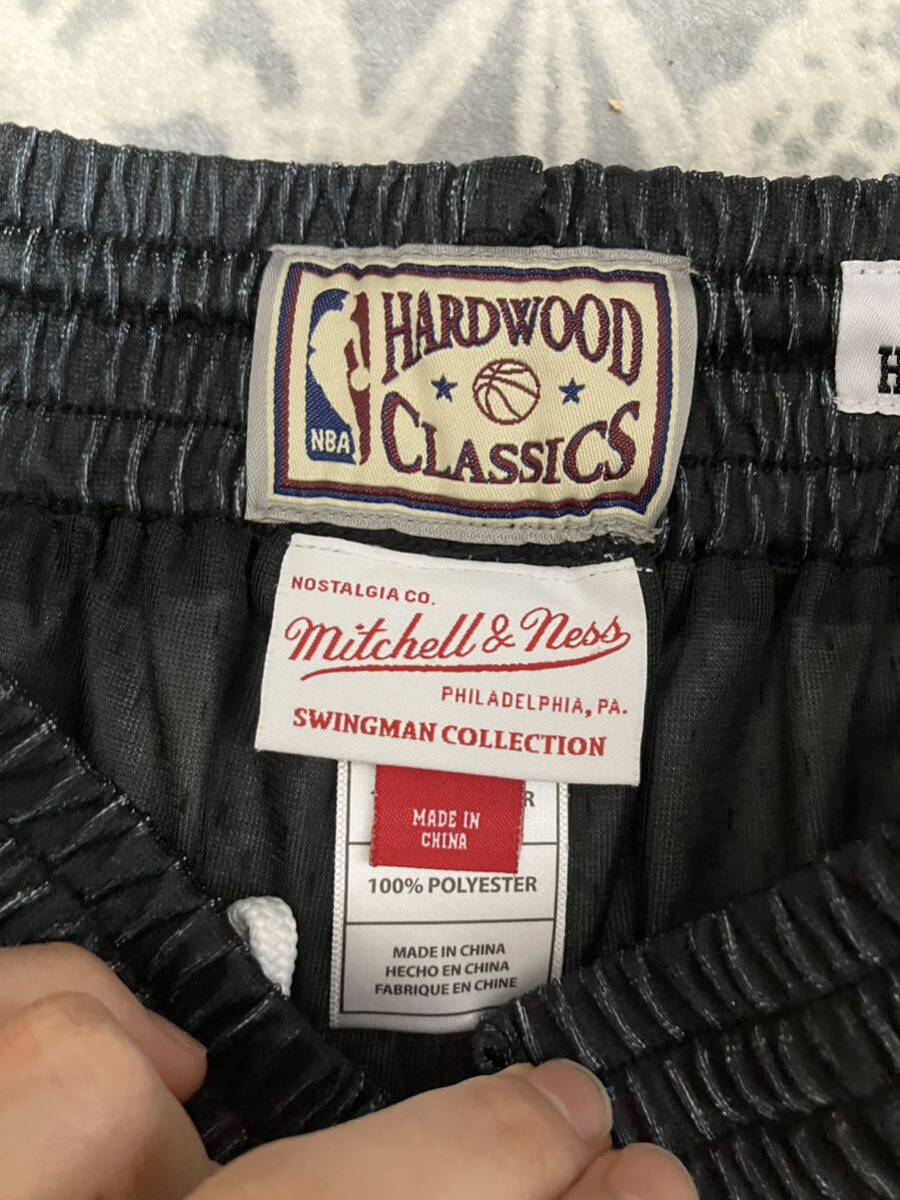 HARDWOOD
NBA
CLASSICS
H
NOSTALGIA CO.
Mitchell & Ness
PHILADELPHIA, PA.
SWINGMAN COLLECTION
R
MADE IN
CHINA
100% POLYESTER
MADE IN CHINA
HECHO EN CHINA
FABRIQUE EN CHINE